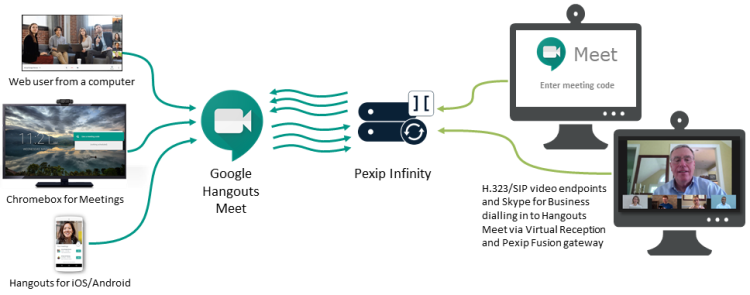 Web user from a computer
11:21
Chromebox for Meetings
Hangouts for iOS/Android
Google
Hangouts
Meet
Pexip Infinity
Meet
Enter meeting code
H.323/SIP video endpoints
and Skype for Business
dialling in to Hangouts
Meet via Virtual Reception
and Pexip Fusion gateway